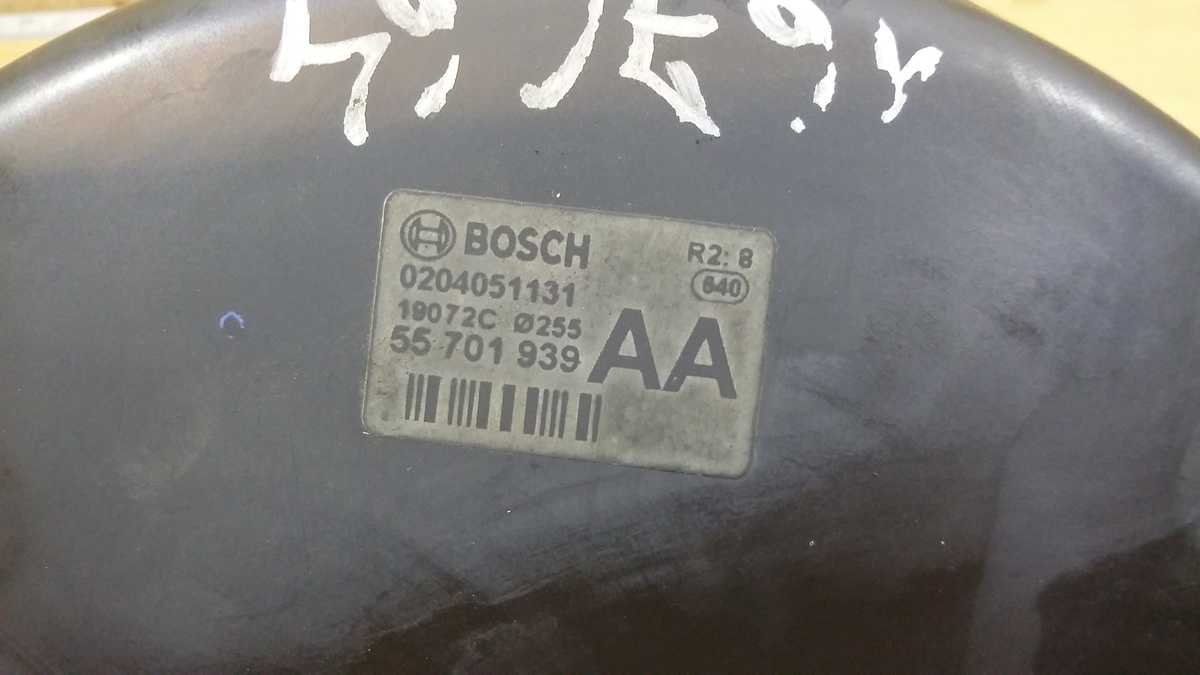 BOSCH
R2: 8
0204051131
640
19072C Ø255
55 701 939
AA